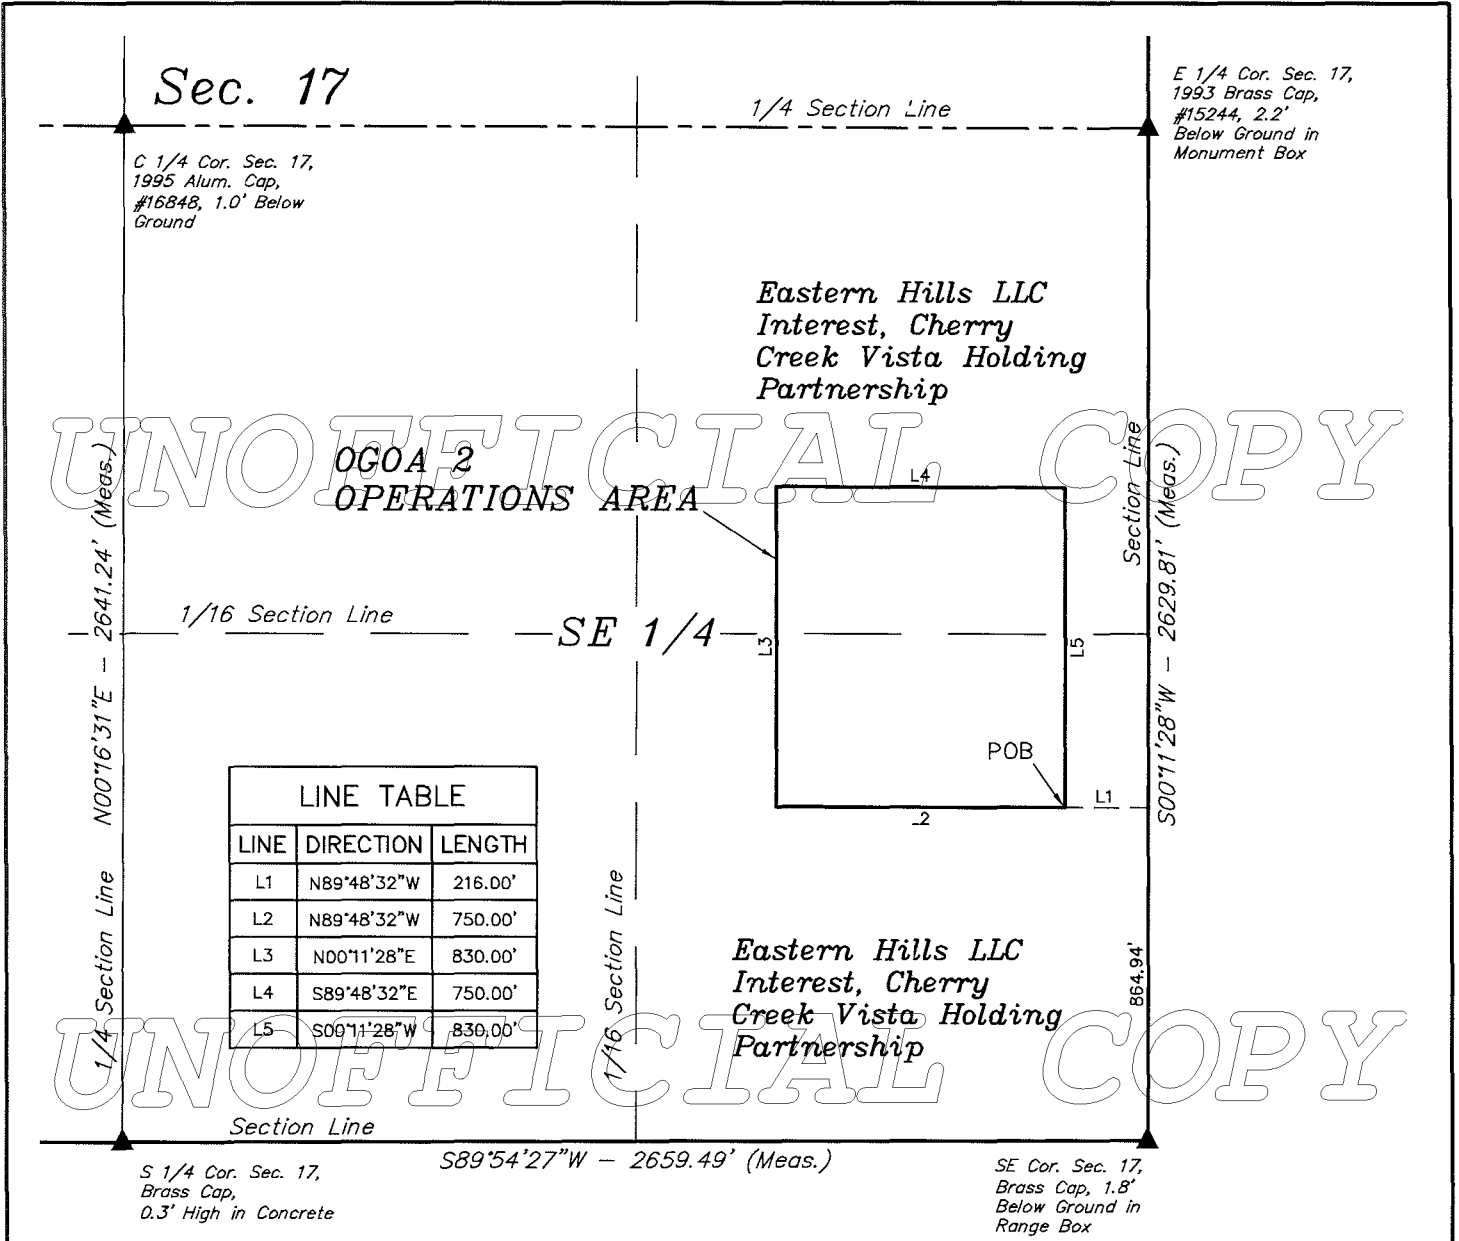 Sec. 17
1/4 Section Line
E 1/4 Cor. Sec. 17,
1993 Brass Cap,
#15244, 2.2'
Below Ground in
Monument Box
C 1/4 Cor. Sec. 17,
1995 Alum. Cap,
#16848, 1.0' Below
Ground
Eastern Hills LLC
Interest, Cherry
Creek Vista Holding
Partnership
UNOFFICIAL COPY
OGOA 2
OPERATIONS AREA
L4
Section Line
1/4 Section Line N00°16'31"E - 2641.24' (Meas.)
S00°11'28"W - 2629.81' (Meas.)
1/16 Section Line
SE 1/4
L3
L5
POB
L1
L2
LINE TABLE
LINE DIRECTION LENGTH
L1 N89°48'32"W 216.00'
L2 N89°48'32"W 750.00'
L3 N00°11'28"E 830.00'
L4 S89°48'32"E 750.00'
L5 S00°11'28"W 830.00'
1/16 Section Line
Eastern Hills LLC
Interest, Cherry
Creek Vista Holding
Partnership
864.94'
UNOFFICIAL COPY
Section Line
S89°54'27"W - 2659.49' (Meas.)
S 1/4 Cor. Sec. 17,
Brass Cap,
0.3' High in Concrete
SE Cor. Sec. 17,
Brass Cap, 1.8'
Below Ground in
Range Box